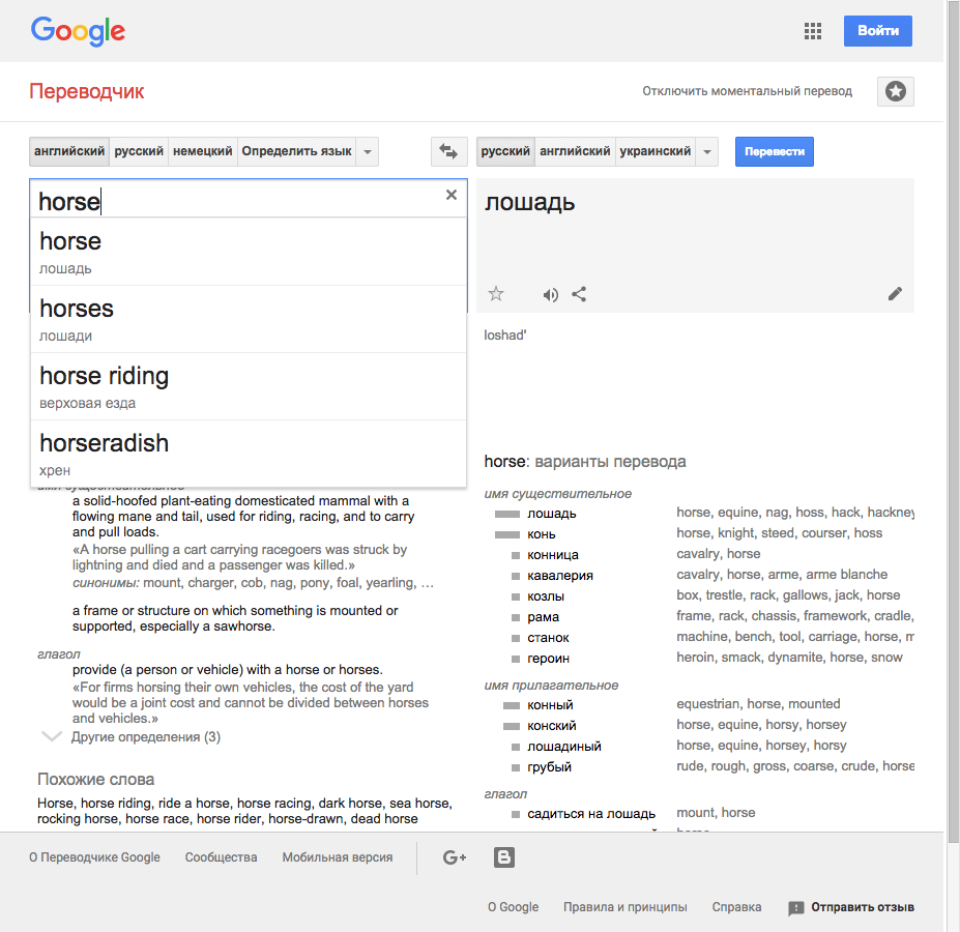 Google
Войти
Переводчик
Отключить моментальный перевод
английский русский немецкий Определить язык
русский английский украинский
Перевести
horse
horse
лошадь
horses
лошади
horse riding
верховая езда
horseradish
хрен
a solid-hoofed plant-eating domesticated mammal with a
flowing mane and tail, used for riding, racing, and to carry
and pull loads.
«A horse pulling a cart carrying racegoers was struck by
lightning and died and a passenger was killed.»
синонимы: mount, charger, cob, nag, pony, foal, yearling, …
a frame or structure on which something is mounted or
supported, especially a sawhorse.
глагол
provide (a person or vehicle) with a horse or horses.
«For firms horsing their own vehicles, the cost of the yard
would be a joint cost and cannot be divided between horses
and vehicles.»
Другие определения (3)
Похожие слова
Horse, horse riding, ride a horse, horse racing, dark horse, sea horse,
rocking horse, horse race, horse rider, horse-drawn, dead horse
лошадь
loshad'
horse: варианты перевода
имя существительное
лошадь horse, equine, nag, hoss, hack, hackney
конь horse, knight, steed, courser, hoss
конница cavalry, horse
кавалерия cavalry, horse, arme, arme blanche
козлы box, trestle, rack, gallows, jack, horse
рама frame, rack, chassis, framework, cradle,
станок machine, bench, tool, carriage, horse,
героин heroin, smack, dynamite, horse, snow
имя прилагательное
конный equestrian, horse, mounted
конский horse, equine, horsy, horsey
лошадиный horse, equine, horsey, horsy
грубый rude, rough, gross, coarse, crude, horse
глагол
садиться на лошадь mount, horse
О Переводчике Google Сообщества Мобильная версия G+
О Google Правила и принципы Справка Отправить отзыв